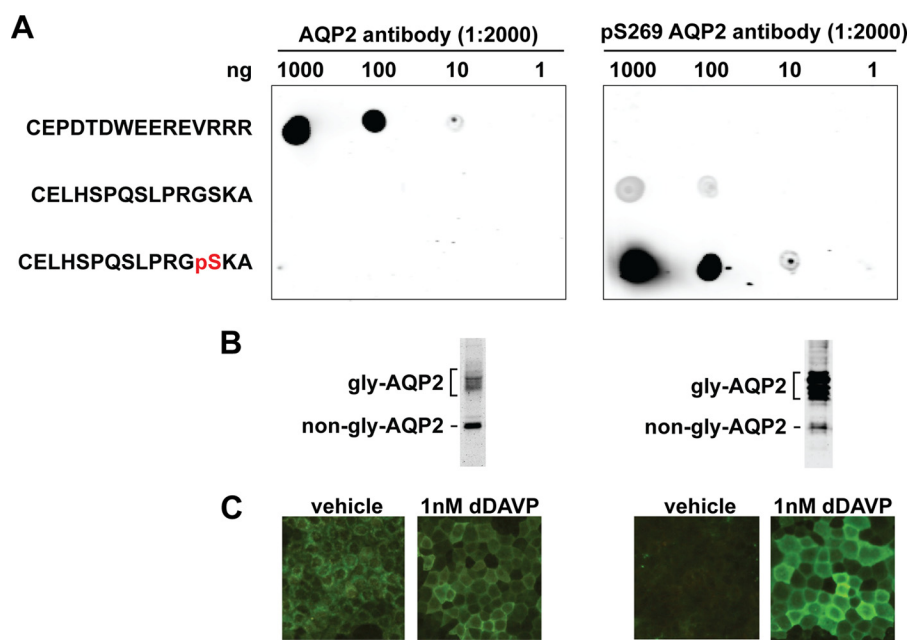 A
AQP2 antibody (1:2000)
pS269 AQP2 antibody (1:2000)
ng 1000 100 10 1
1000 100 10 1
CEPDTDWEEREVRRR
CELHSPQSLPRGSKA
CELHSPQSLPRGpSKA
B
gly-AQP2
gly-AQP2
non-gly-AQP2
non-gly-AQP2
C
vehicle 1nM dDAVP
vehicle 1nM dDAVP